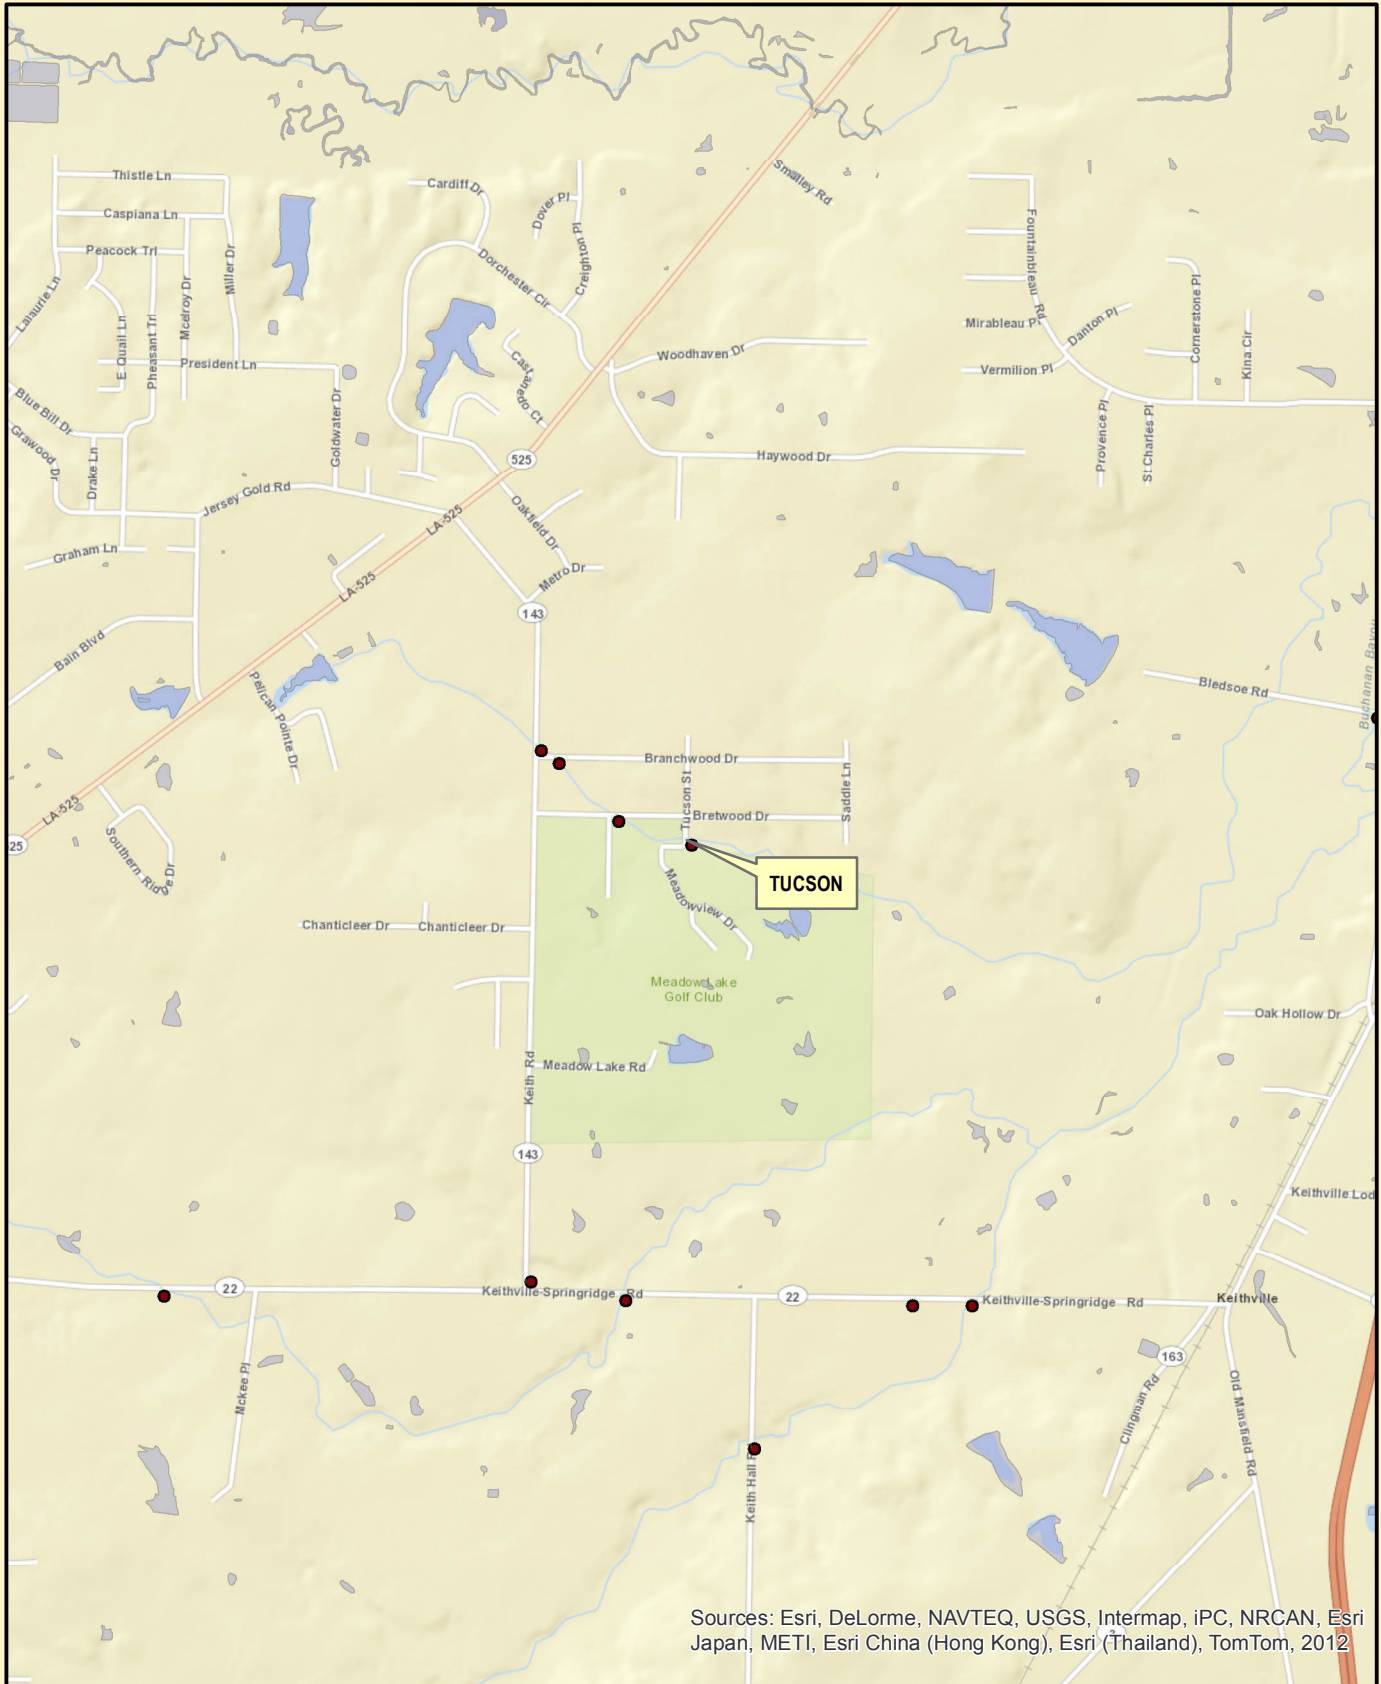 Smalley Rd
Thistle Ln
Cardiff Dr
Dover Pl
Caspiana Ln
Creighton Pl
Fountainbleau Rd
Peacock Trl
Miller Dr
Dorchester Cir
Lalaurie Ln
Mcelroy Dr
Cornerstone Pl
E Quail Ln
Pheasant Trl
Mirableau Pl
Danton Pl
Kina Cir
President Ln
Castanedo Ct
Woodhaven Dr
Vermilion Pl
Blue Bill Dr
Goldwater Dr
Grawood Dr
Drake Ln
525
Haywood Dr
Provence Pl
St Charles Pl
Jersey Gold Rd
LA-525
Oakfield Dr
Graham Ln
LA-525
Metro Dr
143
Bain Blvd
Pelican Pointe Dr
Bledsoe Rd
Buchanan Bayou
Branchwood Dr
Tucson St
Saddle Ln
LA-525
Bretwood Dr
25
Southern Ridge Dr
TUCSON
Meadowview Dr
Chanticleer Dr
Chanticleer Dr
Meadow Lake
Golf Club
Oak Hollow Dr
Keith Rd
Meadow Lake Rd
143
Keithville Lod
22
Keithville-Springridge Rd
22
Keithville-Springridge Rd
Keithville
163
Mckee Pl
Clingman Rd
Old Mansfield Rd
Keith Hall R
Sources: Esri, DeLorme, NAVTEQ, USGS, Intermap, iPC, NRCAN, Esri
Japan, METI, Esri China (Hong Kong), Esri (Thailand), TomTom, 2012